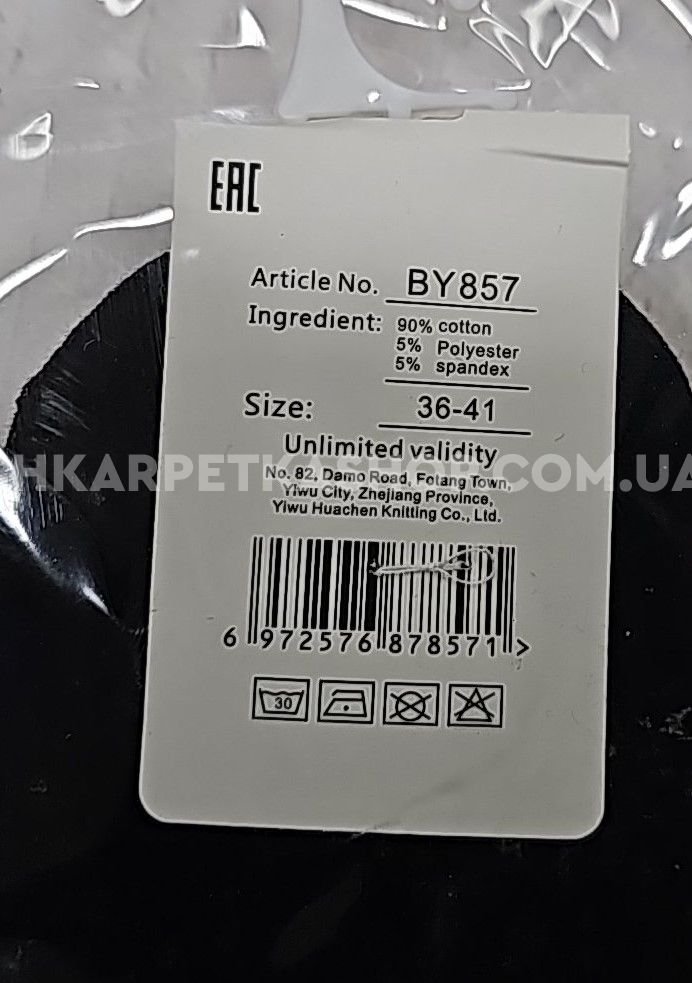 EAC
Article No. BY857
Ingredient: 90% cotton
5% Polyester
5% spandex
Size: 36-41
Unlimited validity
HKARPETKASHOP.COM.UA
No. 82, Damo Road, Fotang Town,
Yiwu City, Zhejiang Province,
Yiwu Huachen Knitting Co., Ltd.
6 972576 878571 >
30